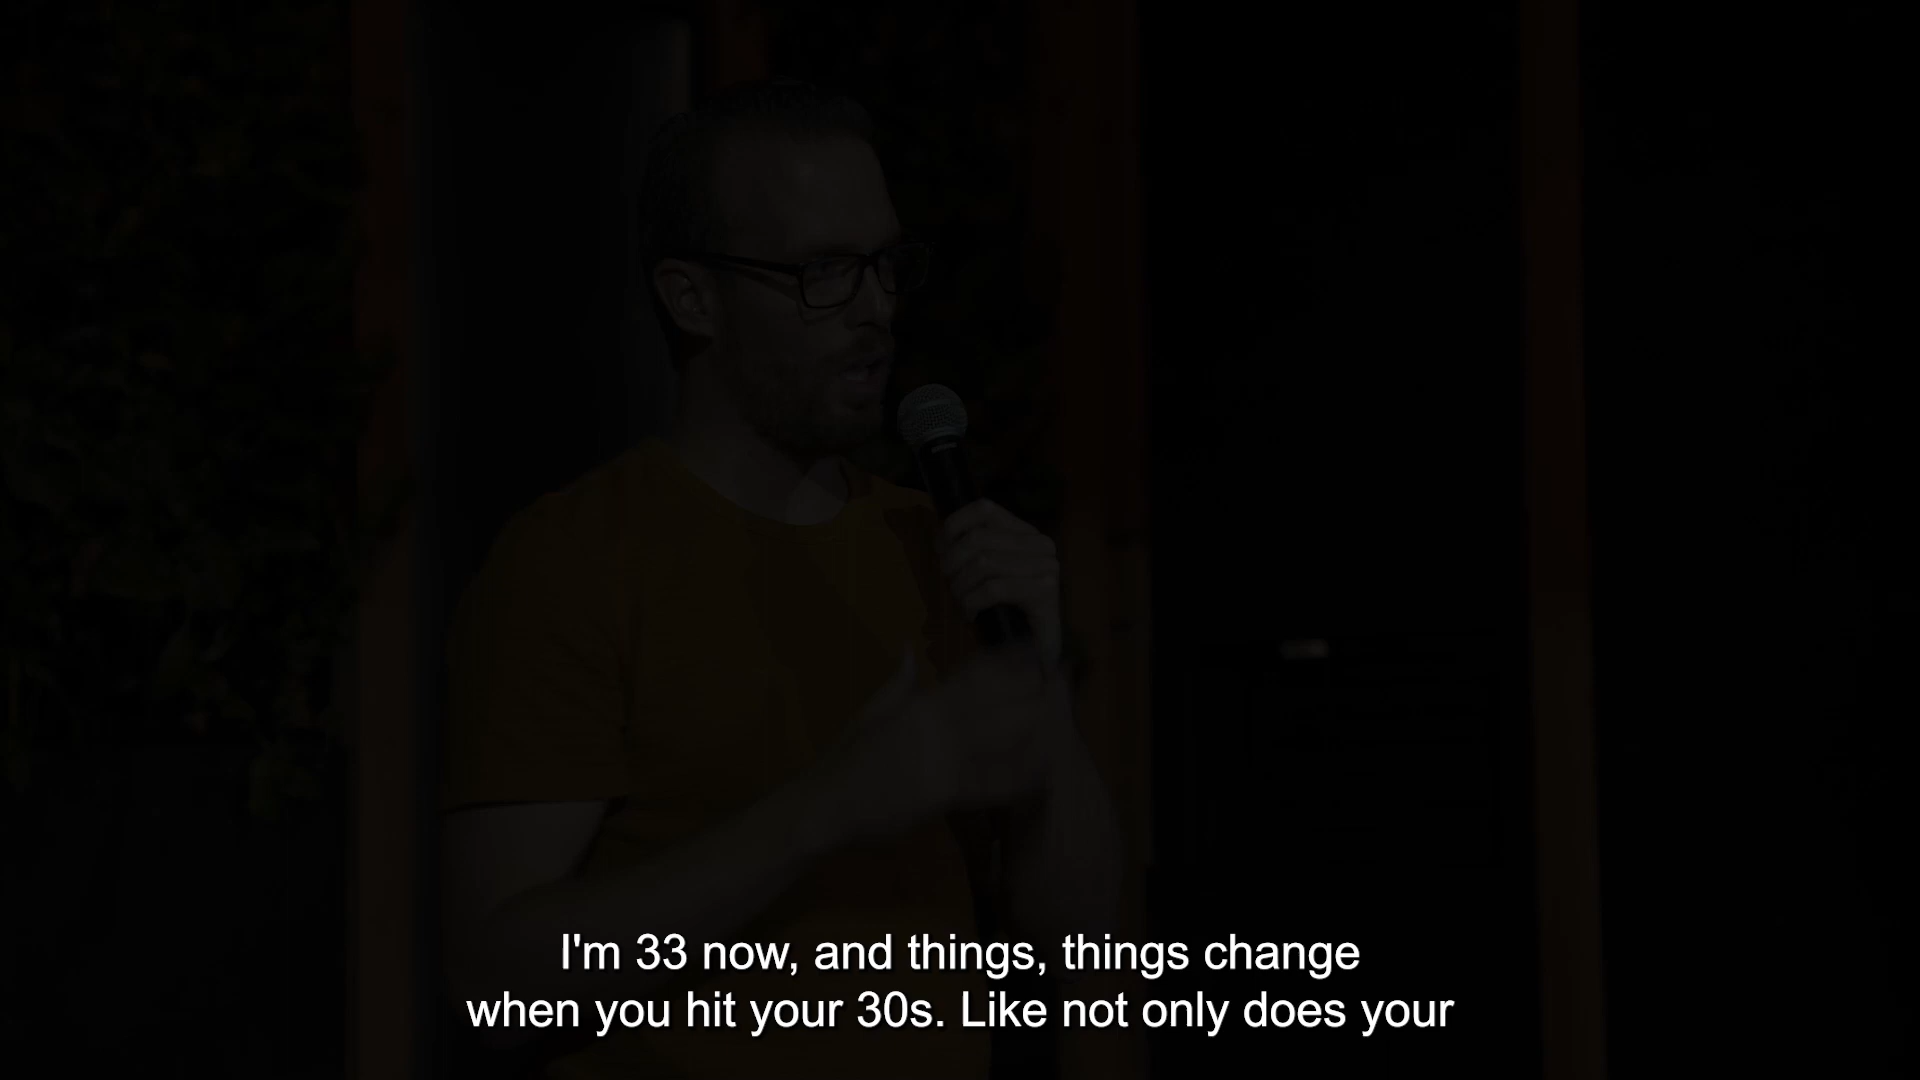 I'm 33 now, and things, things change
when you hit your 30s. Like not only does your